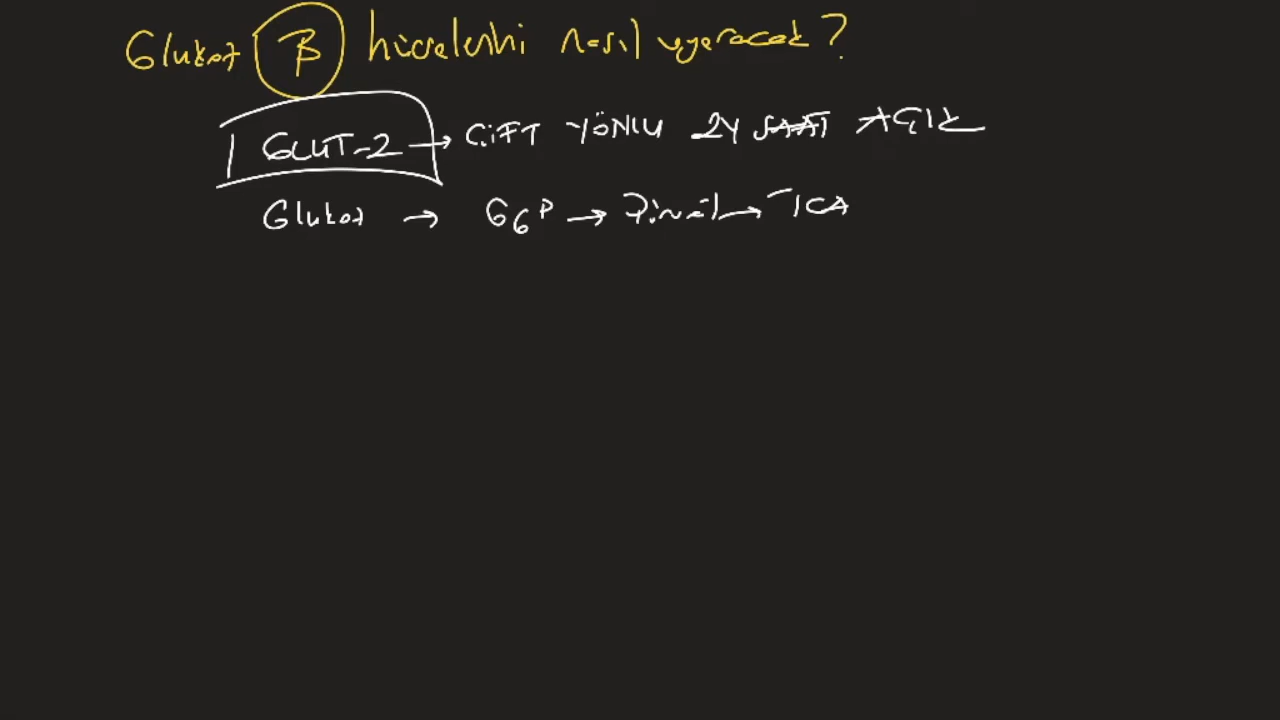 Glukoz β hücrelerini nasıl uyaracak?
GLUT-2 → ÇİFT YÖNLÜ 24 SAAT AÇIK
Glukoz → G6P → Pirüvat → TCA